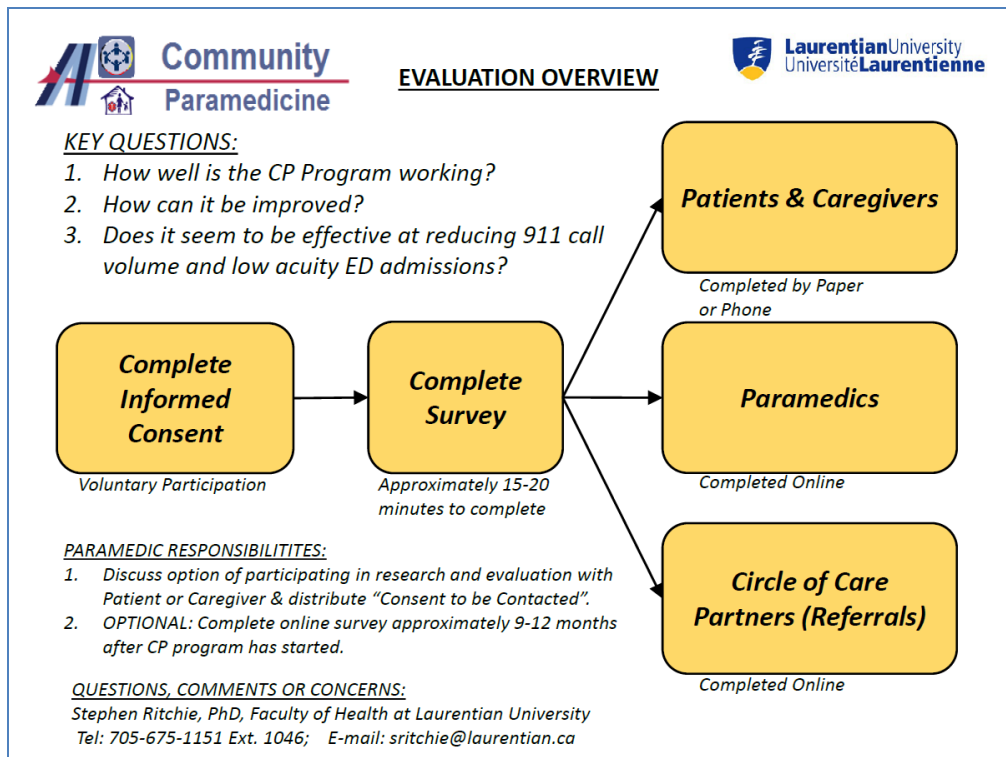 Community
Paramedicine
EVALUATION OVERVIEW
LaurentianUniversity
UniversitéLaurentienne
KEY QUESTIONS:
1. How well is the CP Program working?
2. How can it be improved?
3. Does it seem to be effective at reducing 911 call
volume and low acuity ED admissions?
Patients & Caregivers
Completed by Paper
or Phone
Complete
Informed
Consent
Voluntary Participation
Complete
Survey
Approximately 15-20
minutes to complete
Paramedics
Completed Online
Circle of Care
Partners (Referrals)
Completed Online
PARAMEDIC RESPONSIBILITITES:
1. Discuss option of participating in research and evaluation with
Patient or Caregiver & distribute “Consent to be Contacted”.
2. OPTIONAL: Complete online survey approximately 9-12 months
after CP program has started.
QUESTIONS, COMMENTS OR CONCERNS:
Stephen Ritchie, PhD, Faculty of Health at Laurentian University
Tel: 705-675-1151 Ext. 1046; E-mail: sritchie@laurentian.ca